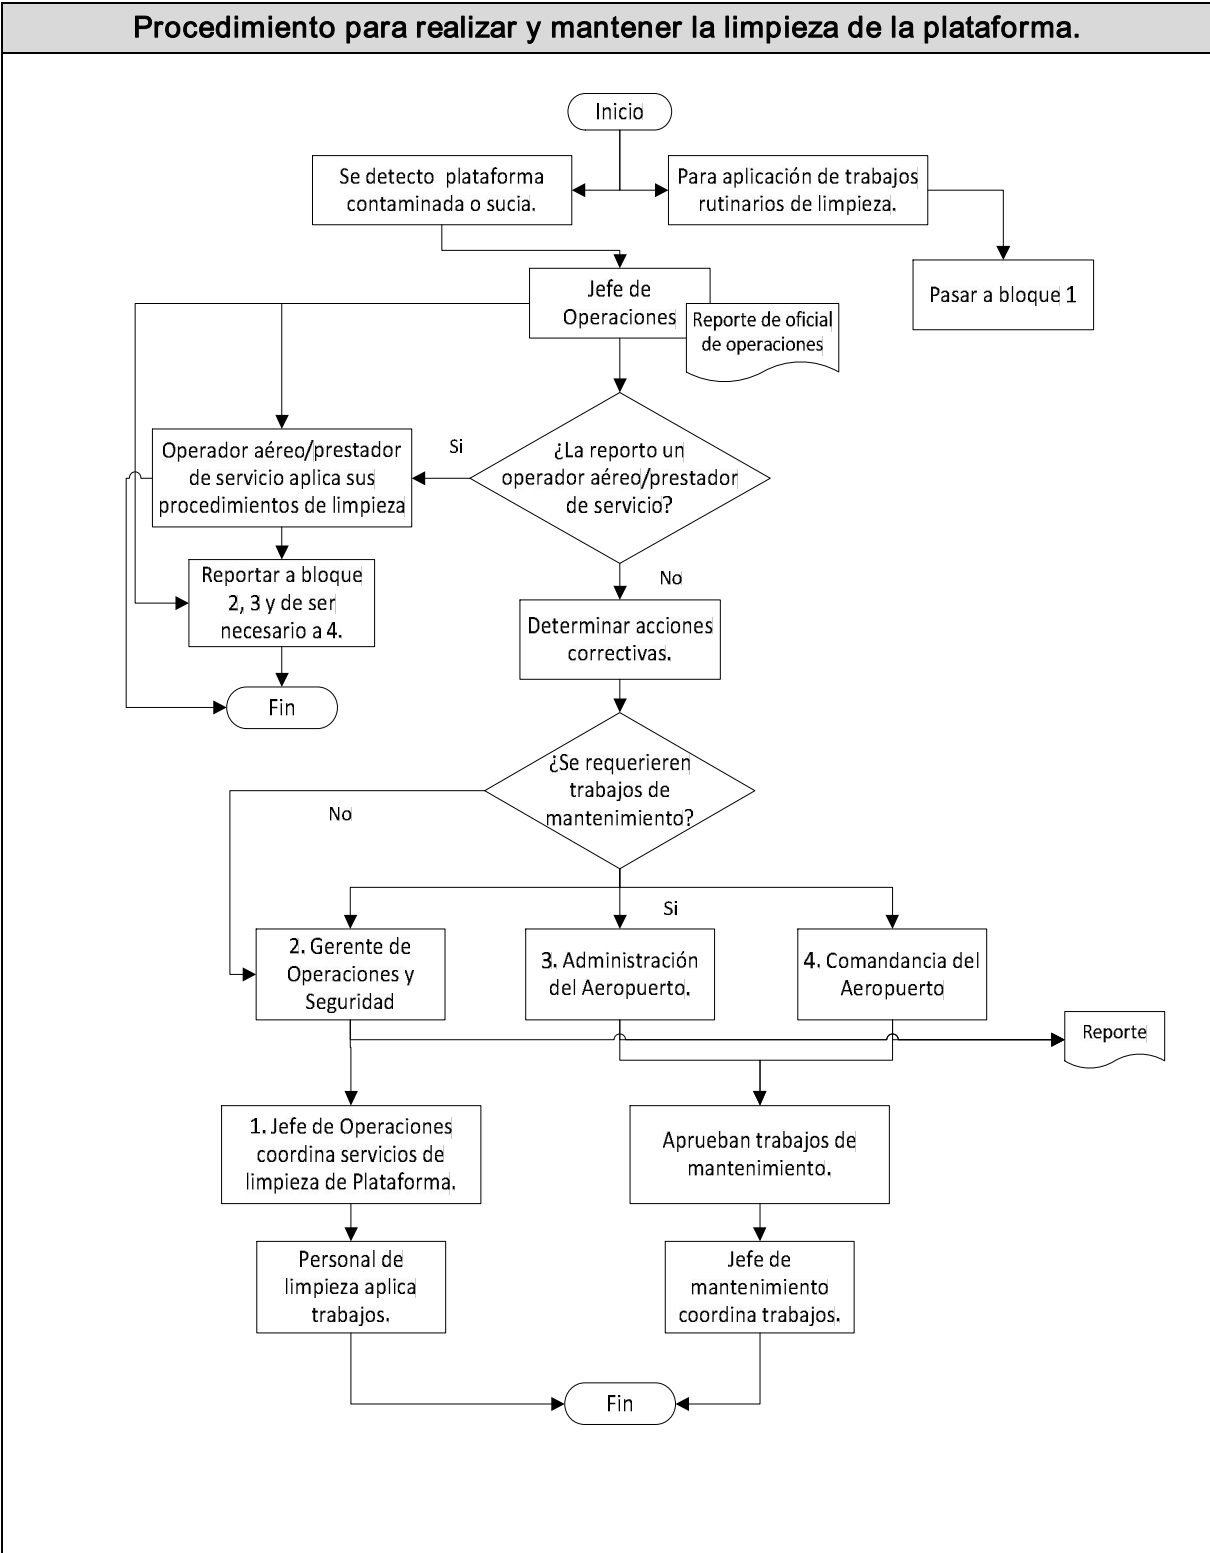 Procedimiento para realizar y mantener la limpieza de la plataforma.
Inicio
Se detecto plataforma
contaminada o sucia.
Para aplicación de trabajos
rutinarios de limpieza.
Pasar a bloque 1
Jefe de
Operaciones
Reporte de oficial
de operaciones
¿La reporto un
operador aéreo/prestador
de servicio?
Si
Operador aéreo/prestador
de servicio aplica sus
procedimientos de limpieza
Reportar a bloque
2, 3 y de ser
necesario a 4.
Fin
No
Determinar acciones
correctivas.
¿Se requerieren
trabajos de
mantenimiento?
No
Si
2. Gerente de
Operaciones y
Seguridad
3. Administración
del Aeropuerto.
4. Comandancia del
Aeropuerto
Reporte
1. Jefe de Operaciones
coordina servicios de
limpieza de Plataforma.
Aprueban trabajos de
mantenimiento.
Personal de
limpieza aplica
trabajos.
Jefe de
mantenimiento
coordina trabajos.
Fin